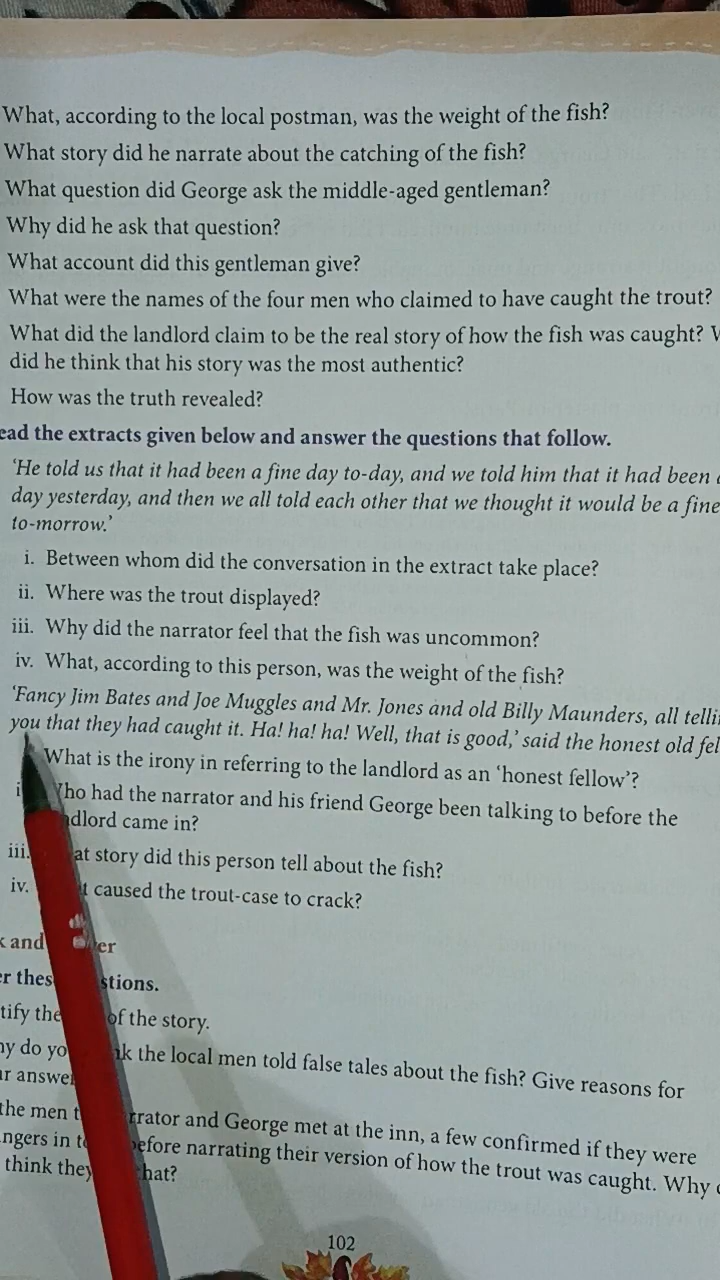 What, according to the local postman, was the weight of the fish?
What story did he narrate about the catching of the fish?
What question did George ask the middle-aged gentleman?
Why did he ask that question?
What account did this gentleman give?
What were the names of the four men who claimed to have caught the trout?
What did the landlord claim to be the real story of how the fish was caught?
did he think that his story was the most authentic?
How was the truth revealed?
ead the extracts given below and answer the questions that follow.
'He told us that it had been a fine day to-day, and we told him that it had been
day yesterday, and then we all told each other that we thought it would be a fine
to-morrow.'
i. Between whom did the conversation in the extract take place?
ii. Where was the trout displayed?
iii. Why did the narrator feel that the fish was uncommon?
iv. What, according to this person, was the weight of the fish?
'Fancy Jim Bates and Joe Muggles and Mr. Jones and old Billy Maunders, all telli
you that they had caught it. Ha! ha! ha! Well, that is good,' said the honest old fel
What is the irony in referring to the landlord as an 'honest fellow'?
ho had the narrator and his friend George been talking to before the
dlord came in?
iii. at story did this person tell about the fish?
iv. t caused the trout-case to crack?
k and er
er thes stions.
tify the of the story.
hy do yo nk the local men told false tales about the fish? Give reasons for
ur answe
the men t rrator and George met at the inn, a few confirmed if they were
ngers in t before narrating their version of how the trout was caught. Why
think they hat?
102